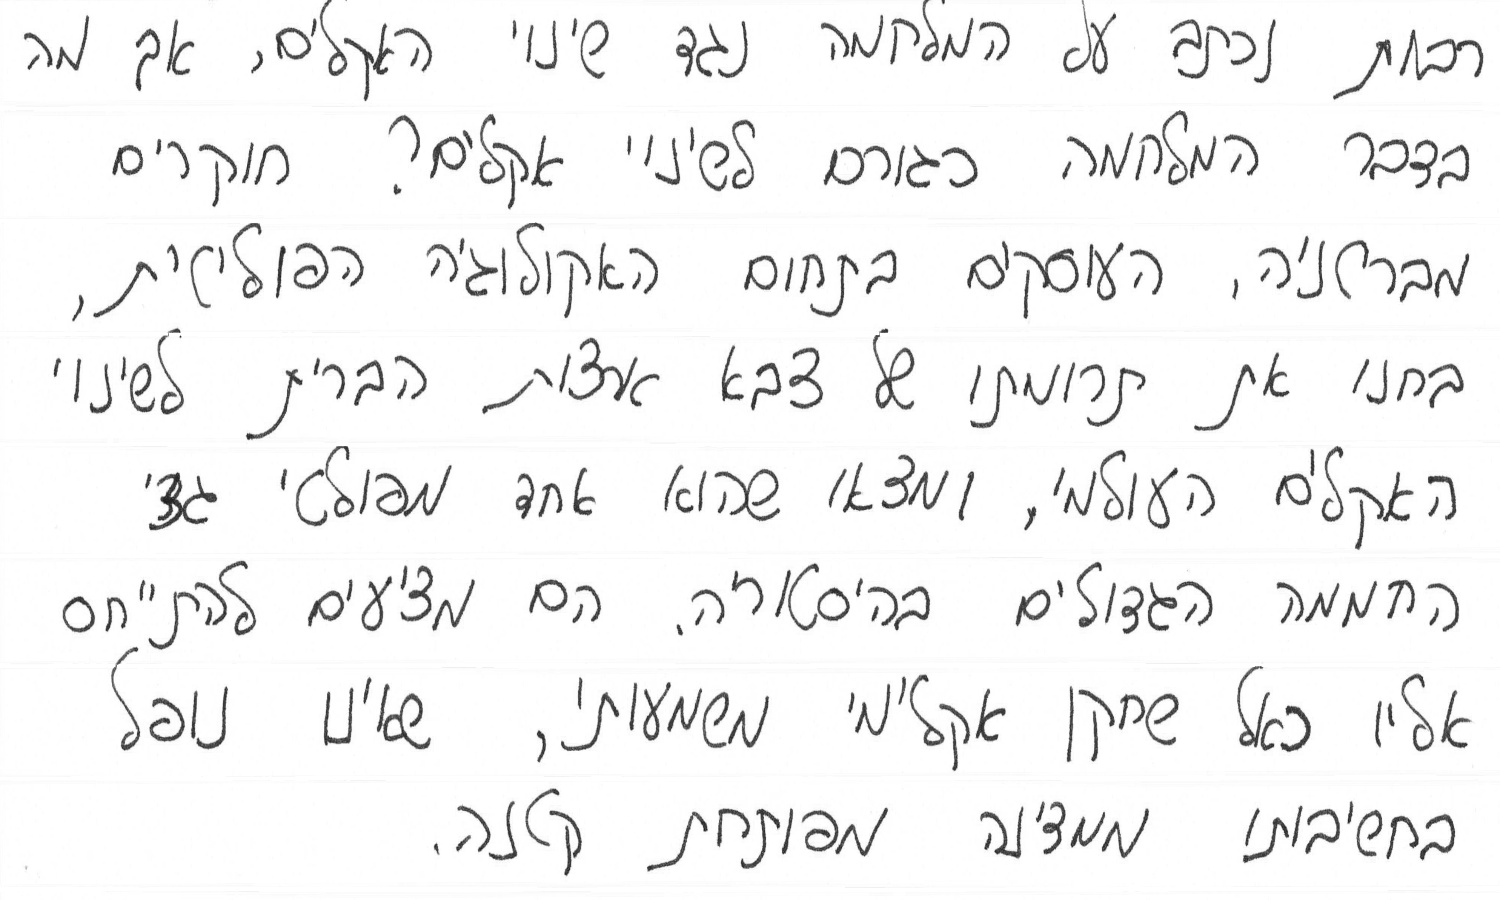 רבות נכתב על המלחמה נגד שינוי האקלים, אך מה
בדבר המלחמה כגורם לשינוי אקלים? חוקרים
מבריטניה, העוסקים בתחום האקולוגיה הפוליטית,
בחנו את תרומתו של צבא ארצות הברית לשינוי
האקלים העולמי, ומצאו שהוא אחד מפולטי גזי
החממה הגדולים בהיסטוריה. הם מציעים להתייחס
אליו כאל שחקן אקלימי משמעותי, שאינו נופל
בחשיבותו ממדינה מפותחת קטנה.